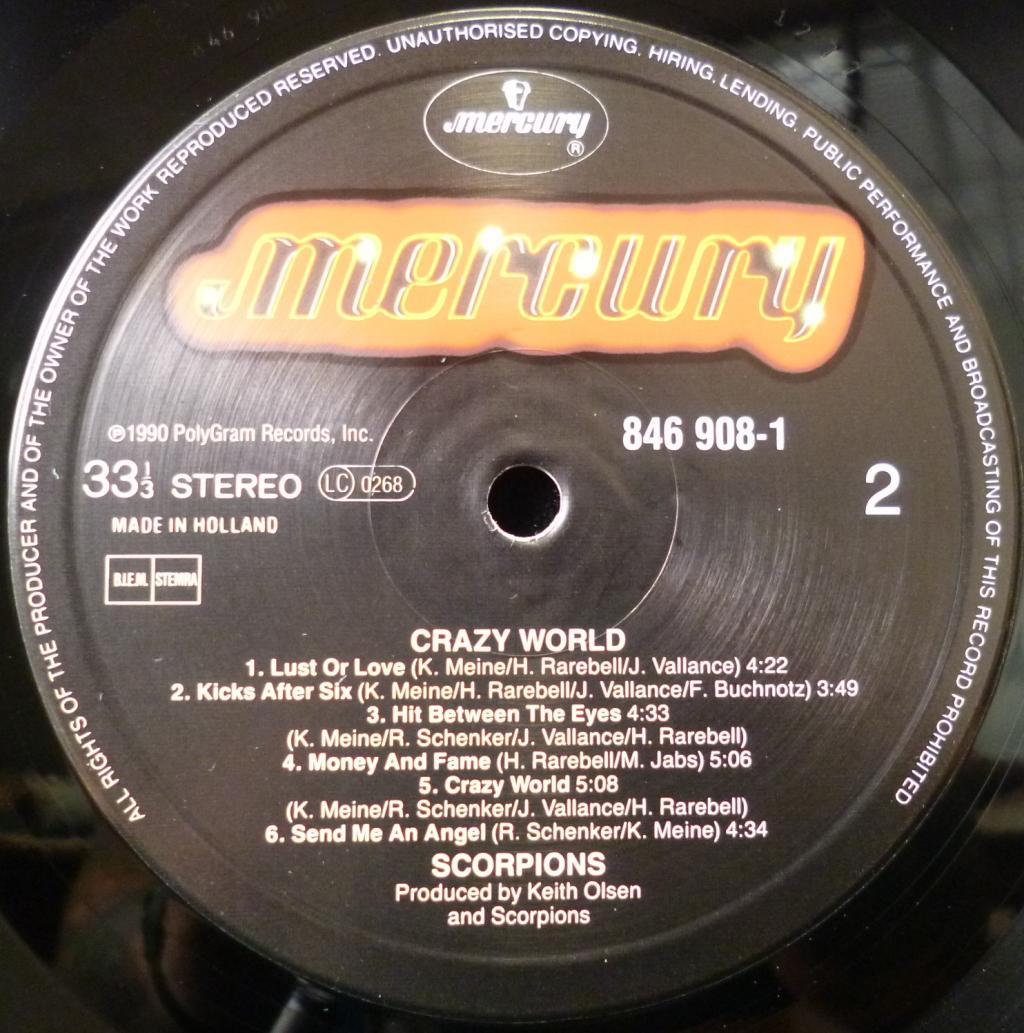 ALL RIGHTS OF THE PRODUCER AND OF THE OWNER OF THE WORK REPRODUCED RESERVED. UNAUTHORISED COPYING. HIRING. LENDING. PUBLIC PERFORMANCE AND BROADCASTING OF THIS RECORD PROHIBITED
mercury
®
mercury
℗1990 PolyGram Records, Inc.
846 908-1
33⅓ STEREO LC 0268
2
MADE IN HOLLAND
B.I.E.M. STEMRA
CRAZY WORLD
1. Lust Or Love (K. Meine/H. Rarebell/J. Vallance) 4:22
2. Kicks After Six (K. Meine/H. Rarebell/J. Vallance/F. Buchnotz) 3:49
3. Hit Between The Eyes 4:33
(K. Meine/R. Schenker/J. Vallance/H. Rarebell)
4. Money And Fame (H. Rarebell/M. Jabs) 5:06
5. Crazy World 5:08
(K. Meine/R. Schenker/J. Vallance/H. Rarebell)
6. Send Me An Angel (R. Schenker/K. Meine) 4:34
SCORPIONS
Produced by Keith Olsen
and Scorpions